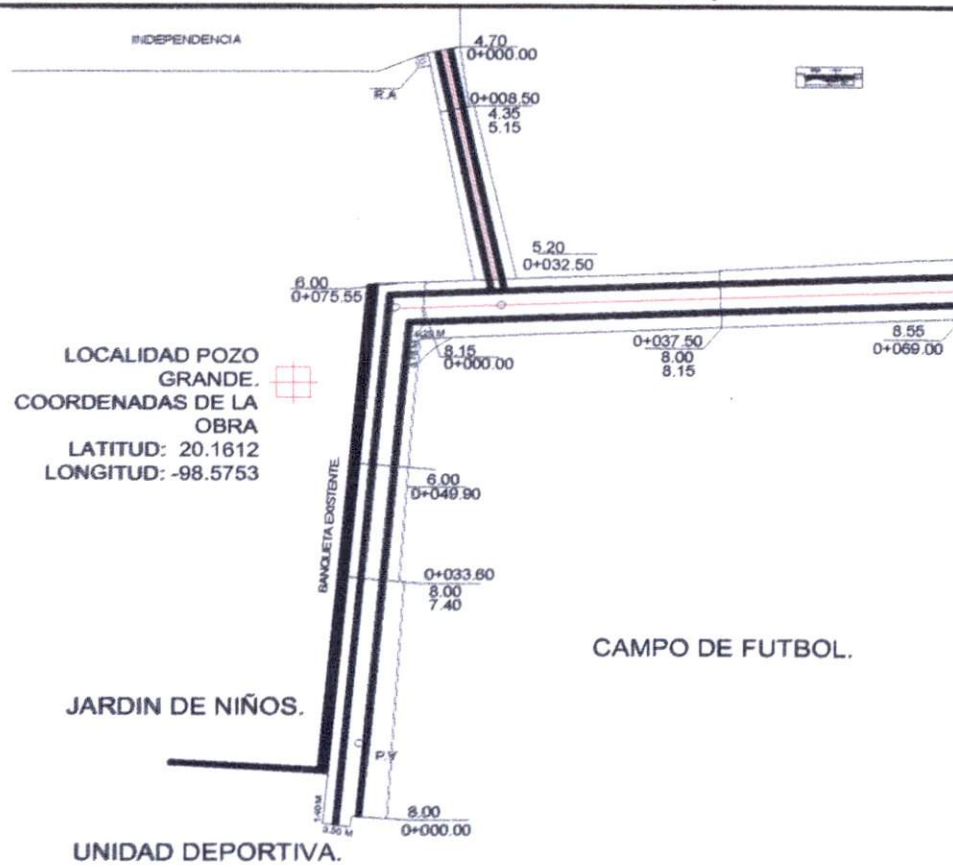 INDEPENDENCIA
4.70
0+000.00
R.A
0+008.50
4.35
5.15
5.20
0+032.50
6.00
0+075.55
8.15
0+000.00
0+037.50
8.00
8.15
8.55
0+069.00
LOCALIDAD POZO
GRANDE.
COORDENADAS DE LA
OBRA
LATITUD: 20.1612
LONGITUD: -98.5753
BANQUETA EXISTENTE.
6.00
0+049.90
0+033.60
8.00
7.40
CAMPO DE FUTBOL.
JARDIN DE NIÑOS.
P.V
8.00
0+000.00
UNIDAD DEPORTIVA.